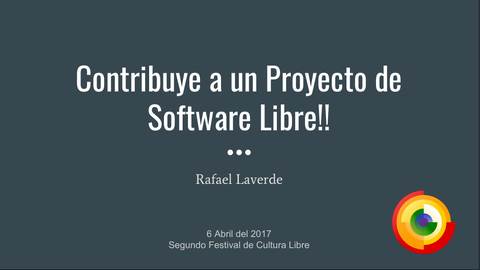 Contribuye a un Proyecto de
Software Libre!!
Rafael Laverde
6 Abril del 2017
Segundo Festival de Cultura Libre